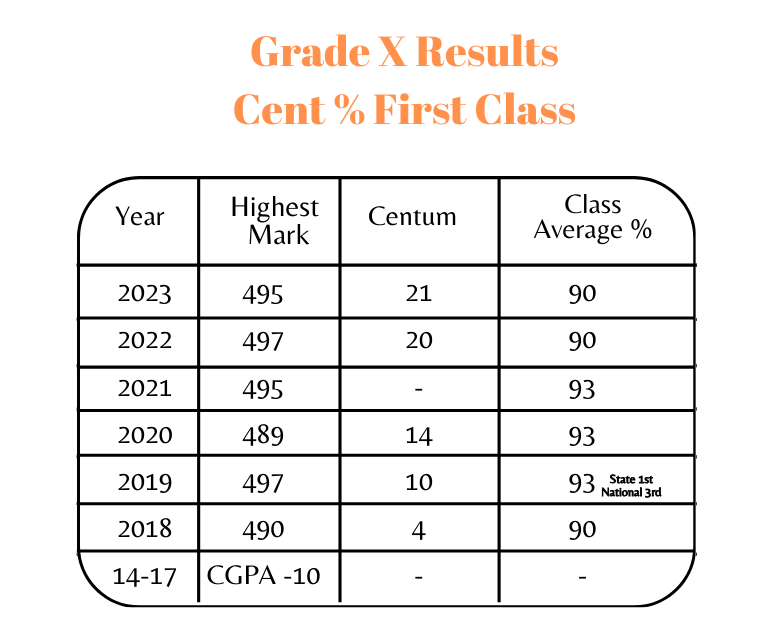 Grade X Results
Cent % First Class
Year Highest Mark Centum Class Average %
2023 495 21 90
2022 497 20 90
2021 495 - 93
2020 489 14 93
2019 497 10 93 State 1st National 3rd
2018 490 4 90
14-17 CGPA -10 - -